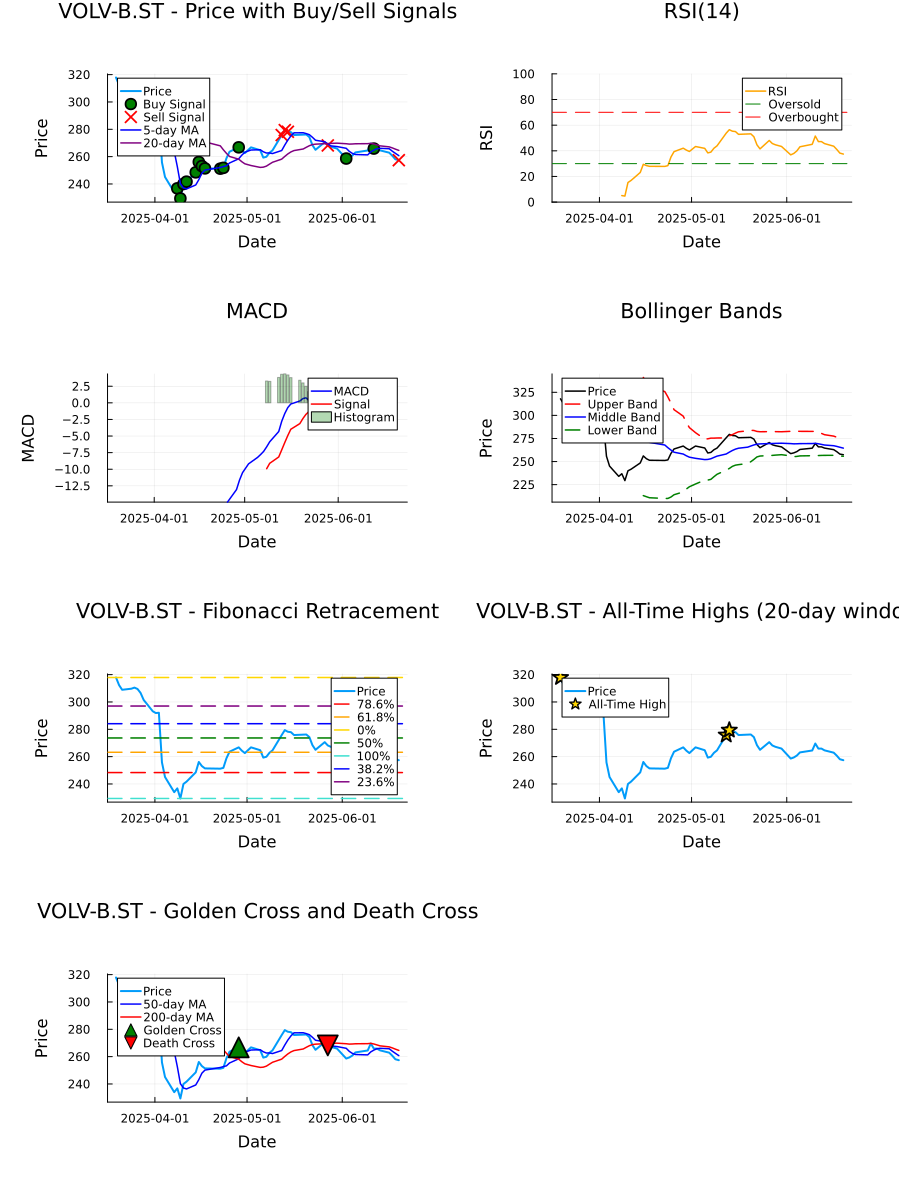 VOLV-B.ST - Price with Buy/Sell Signals
320
300
280
260
240
Price
2025-04-01
2025-05-01
2025-06-01
Date
Price
Buy Signal
Sell Signal
5-day MA
20-day MA
RSI(14)
100
80
60
40
20
0
RSI
2025-04-01
2025-05-01
2025-06-01
Date
RSI
Oversold
Overbought
MACD
2.5
0.0
−2.5
−5.0
−7.5
−10.0
−12.5
MACD
2025-04-01
2025-05-01
2025-06-01
Date
MACD
Signal
Histogram
Bollinger Bands
325
300
275
250
225
Price
2025-04-01
2025-05-01
2025-06-01
Date
Price
Upper Band
Middle Band
Lower Band
VOLV-B.ST - Fibonacci Retracement
320
300
280
260
240
Price
2025-04-01
2025-05-01
2025-06-01
Date
Price
78.6%
61.8%
0%
50%
100%
38.2%
23.6%
VOLV-B.ST - All-Time Highs (20-day windo
320
300
280
260
240
Price
2025-04-01
2025-05-01
2025-06-01
Date
Price
All-Time High
VOLV-B.ST - Golden Cross and Death Cross
320
300
280
260
240
Price
2025-04-01
2025-05-01
2025-06-01
Date
Price
50-day MA
200-day MA
Golden Cross
Death Cross